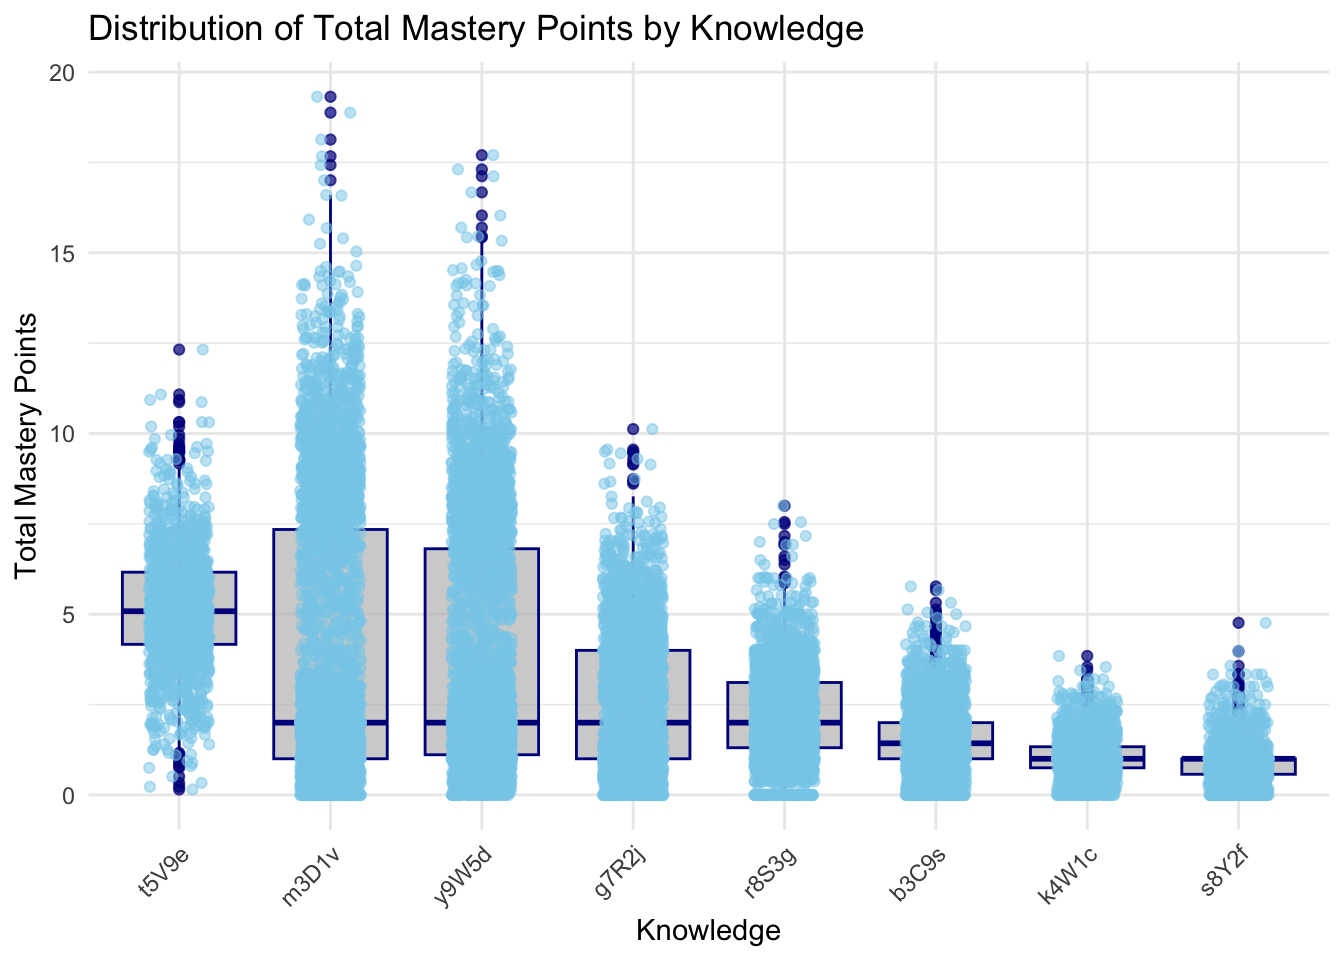 Distribution of Total Mastery Points by Knowledge
20
15
10
5
0
Total Mastery Points
t5V9e
m3D1v
y9W5d
g7R2j
r8S3g
b3C9s
k4W1c
s8Y2f
Knowledge